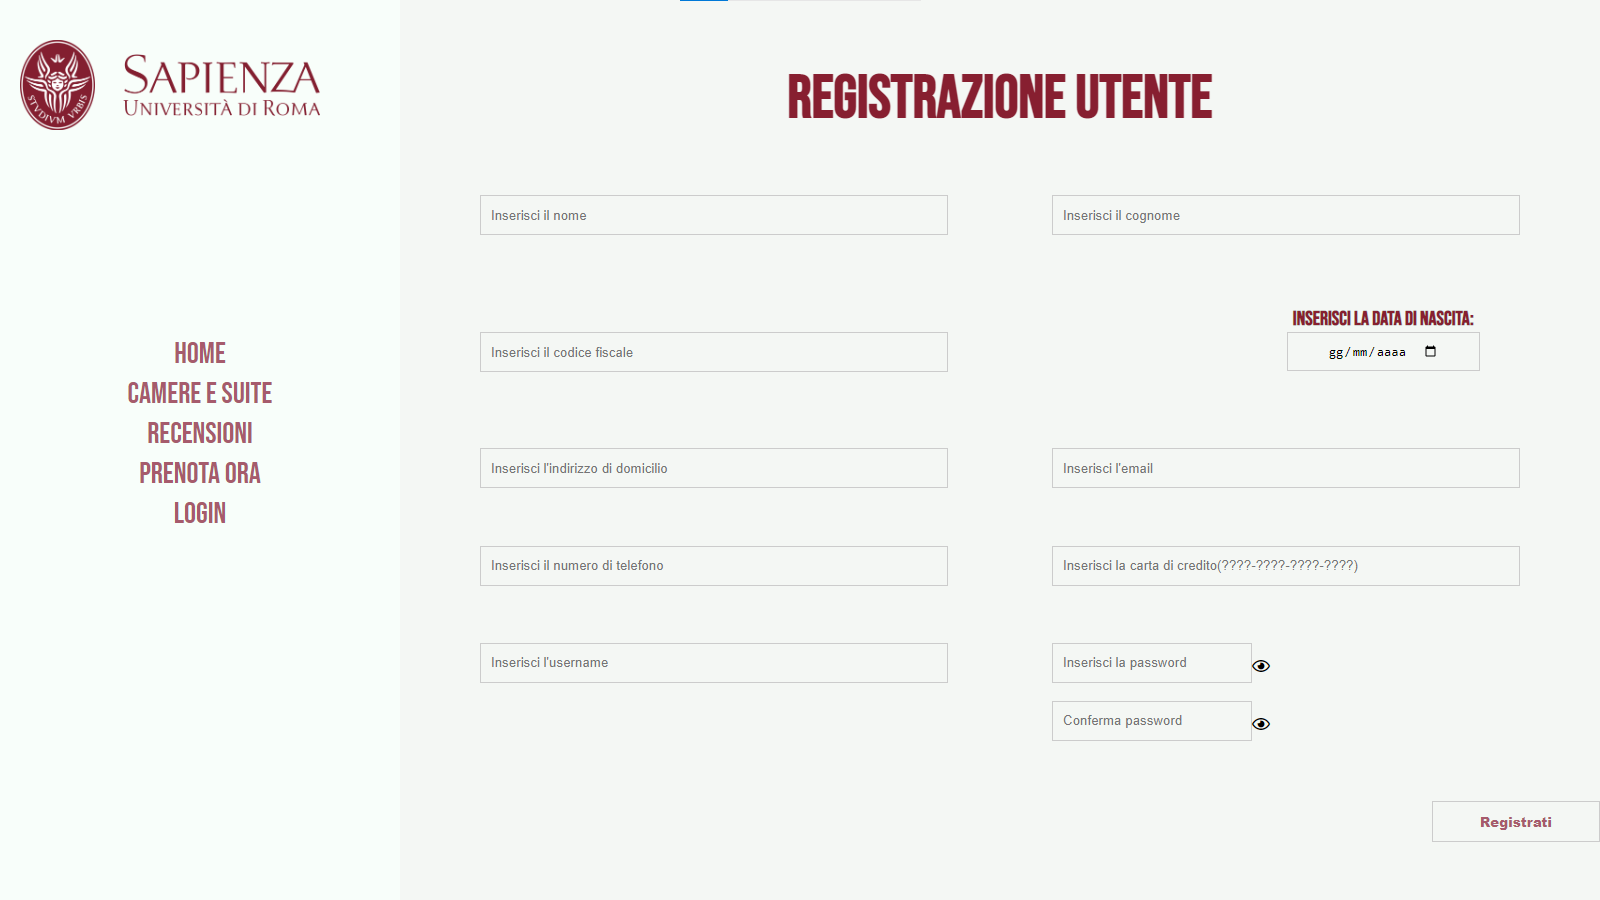 STVDIVM VRBIS
SAPIENZA
UNIVERSITÀ DI ROMA
HOME
CAMERE E SUITE
RECENSIONI
PRENOTA ORA
LOGIN
REGISTRAZIONE UTENTE
Inserisci il nome
Inserisci il cognome
Inserisci il codice fiscale
INSERISCI LA DATA DI NASCITA:
gg/mm/aaaa
Inserisci l'indirizzo di domicilio
Inserisci l'email
Inserisci il numero di telefono
Inserisci la carta di credito(????-????-????-????)
Inserisci l'username
Inserisci la password
Conferma password
Registrati